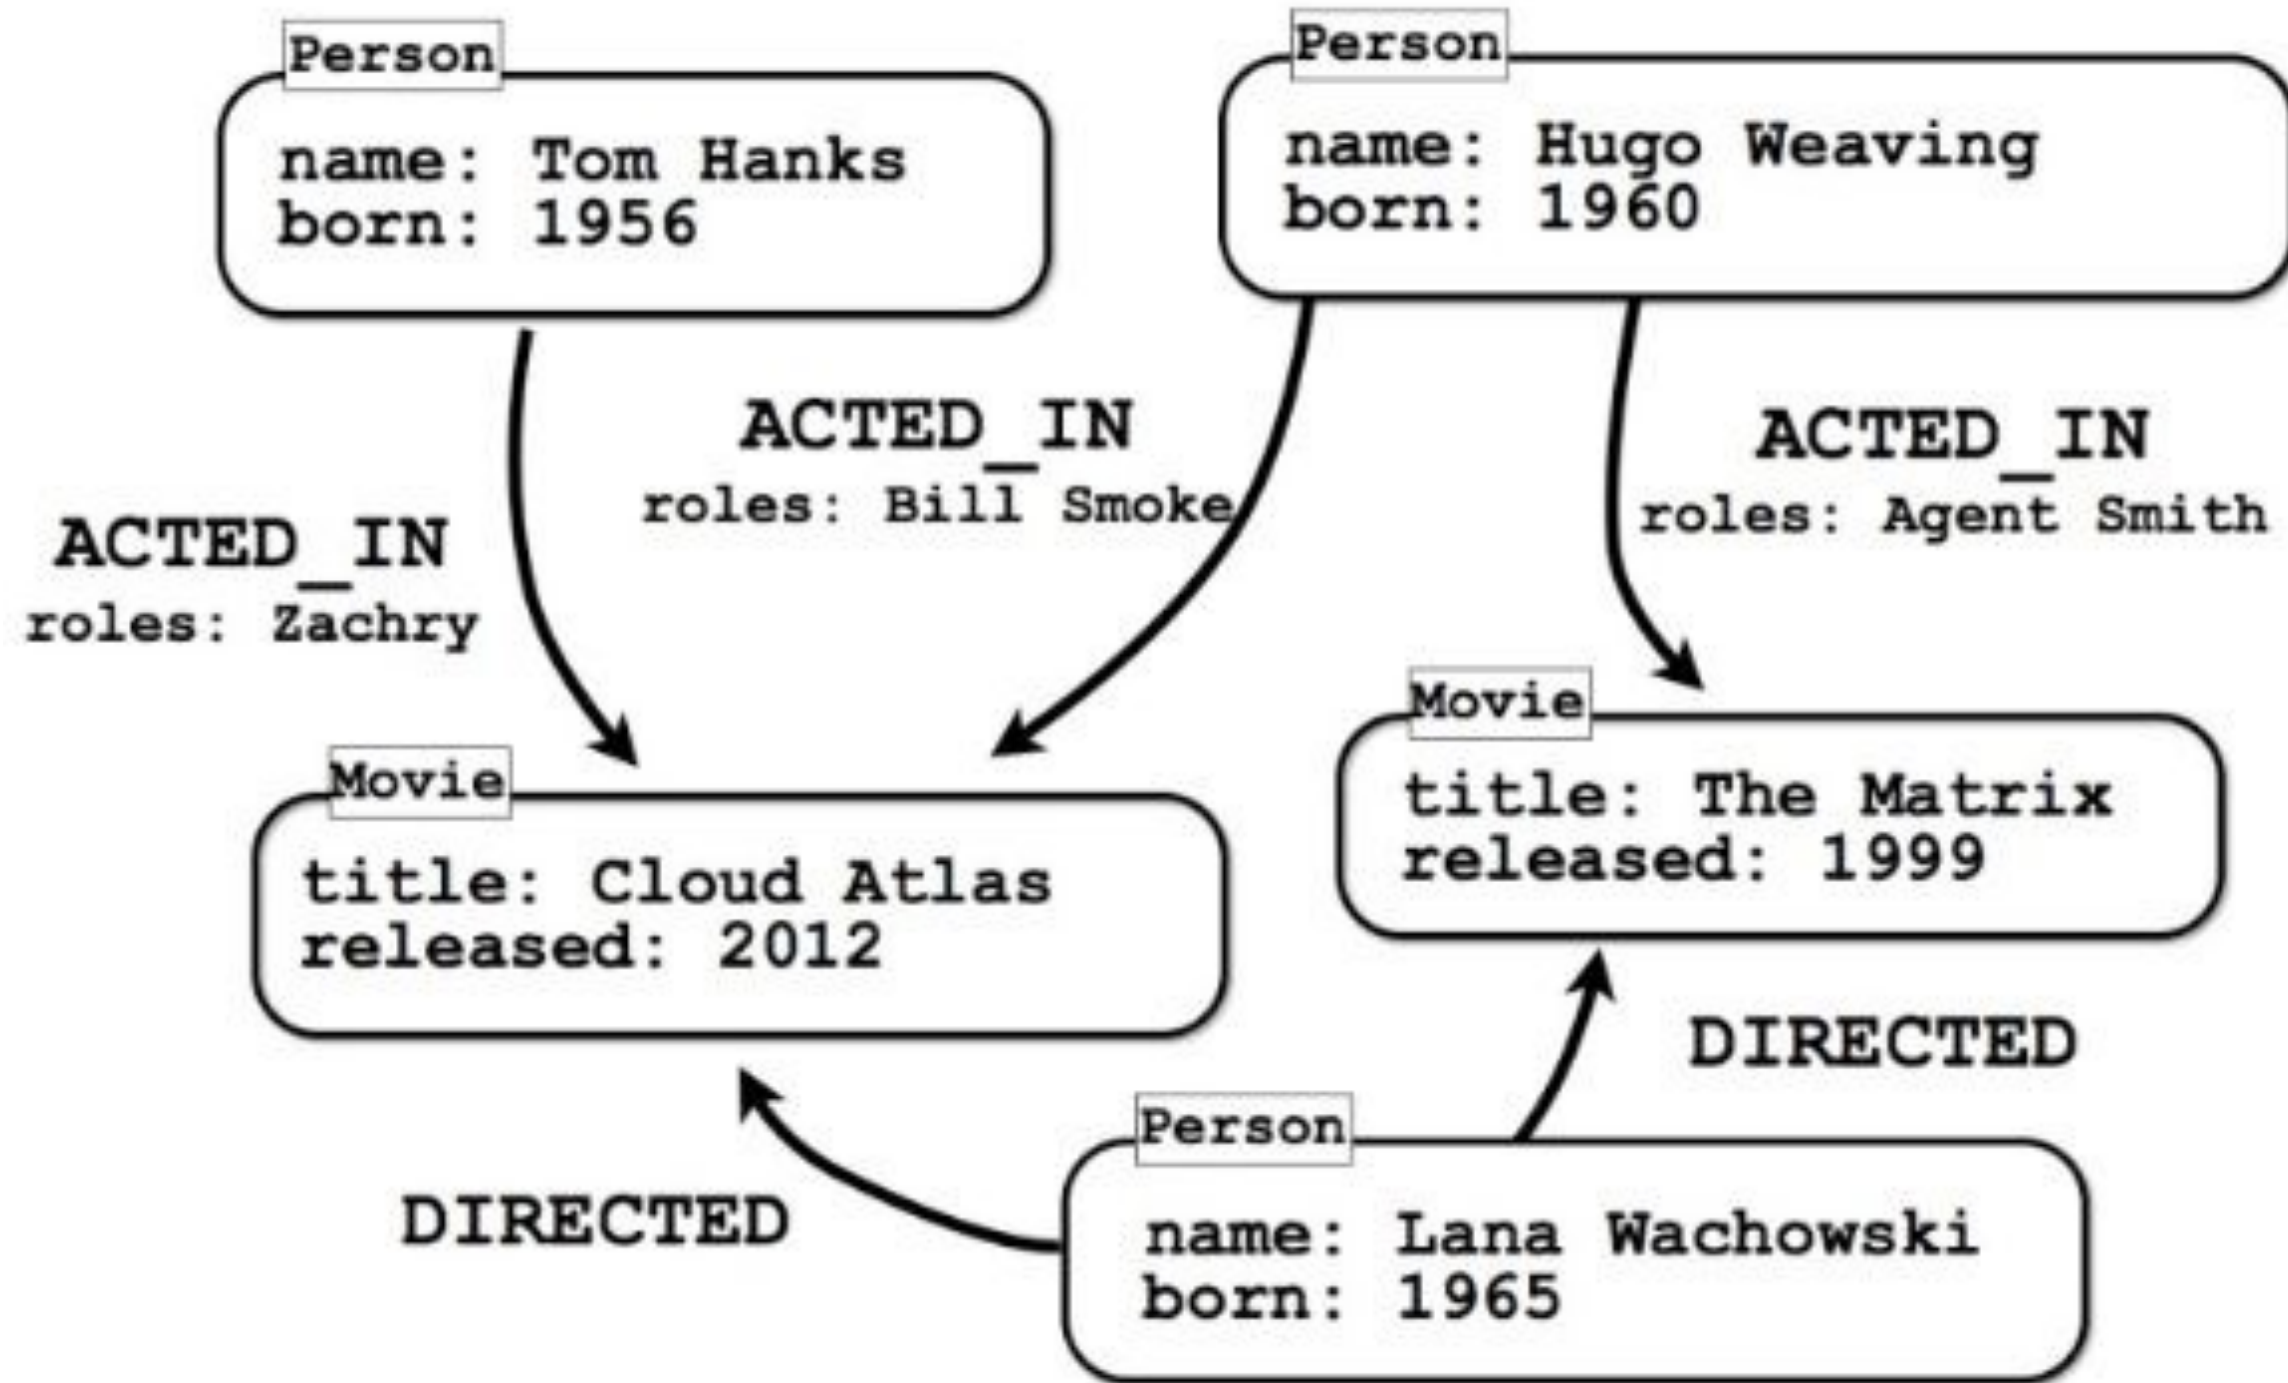 Person
name: Tom Hanks
born: 1956
Person
name: Hugo Weaving
born: 1960
ACTED_IN
roles: Zachry
ACTED_IN
roles: Bill Smoke
ACTED_IN
roles: Agent Smith
Movie
title: Cloud Atlas
released: 2012
Movie
title: The Matrix
released: 1999
DIRECTED
DIRECTED
Person
name: Lana Wachowski
born: 1965